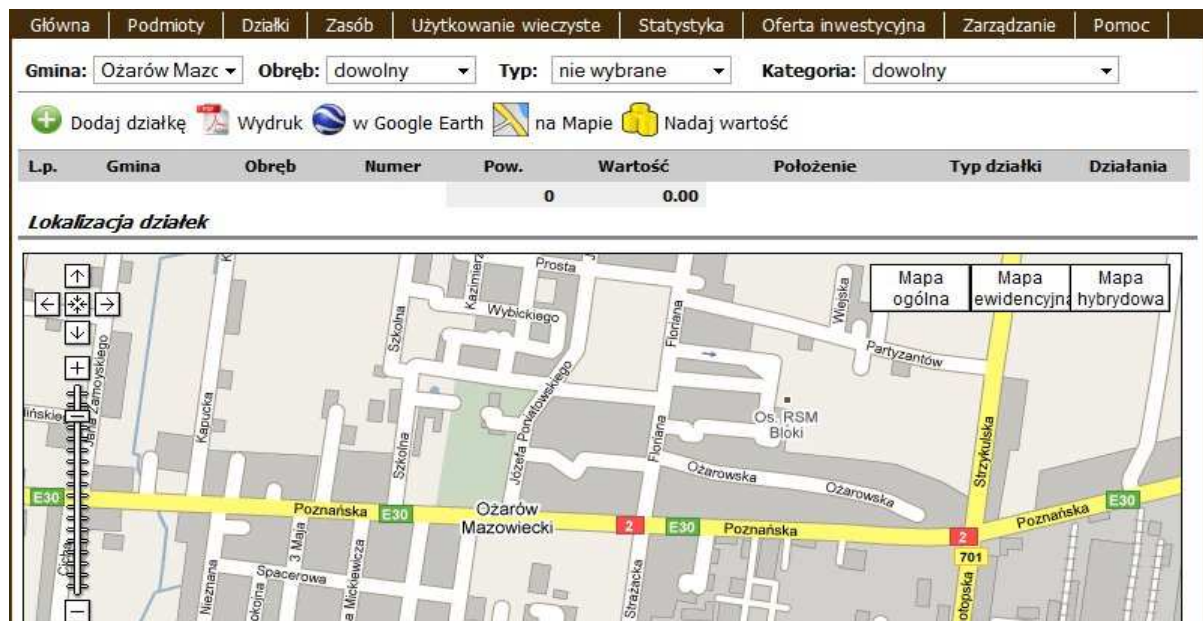 Główna Podmioty Działki Zasób Użytkowanie wieczyste Statystyka Oferta inwestycyjna Zarządzanie Pomoc
Gmina: Ożarów Mazc Obręb: dowolny Typ: nie wybrane Kategoria: dowolny
Dodaj działkę Wydruk w Google Earth na Mapie Nadaj wartość
L.p. Gmina Obręb Numer Pow. Wartość Położenie Typ działki Działania
0 0.00
Lokalizacja działek
Mapa ogólna
Mapa ewidencyjna
Mapa hybrydowa
Prosta
Kazimierz
Wybickiego
Szkolna
Floriana
Wiejska
Partyzantów
Jana Zamoyskiego
Kapucka
Józefa Poniatowskiego
Os. RSM
Bloki
Szkolna
Floriana
Ożarowska
Ożarowska
Strzykulska
E30
Poznańska
E30
Ożarów
Mazowiecki
2
E30
Poznańska
2
Poznańska
E30
701
Cicha
3 Maja
Spacerowa
Nieznana
a Mickiewicza
Strażacka